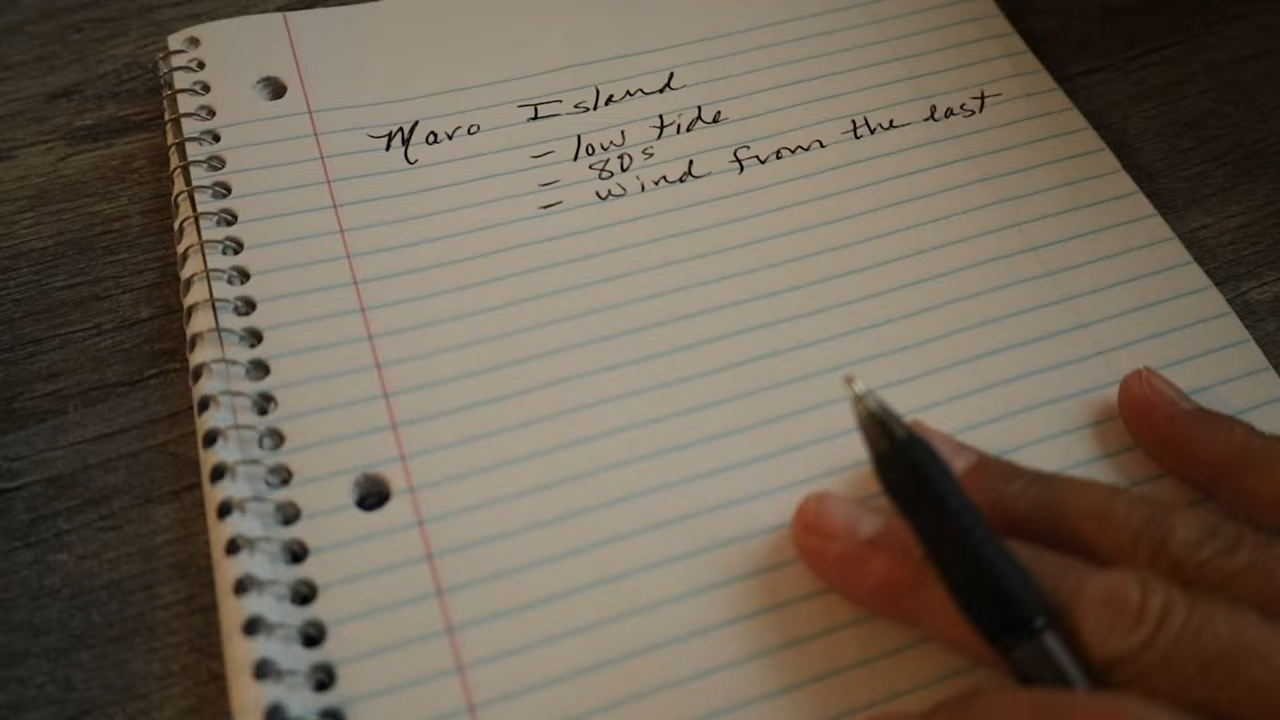 Maro Island
- low tide
- 80s
- wind from the east